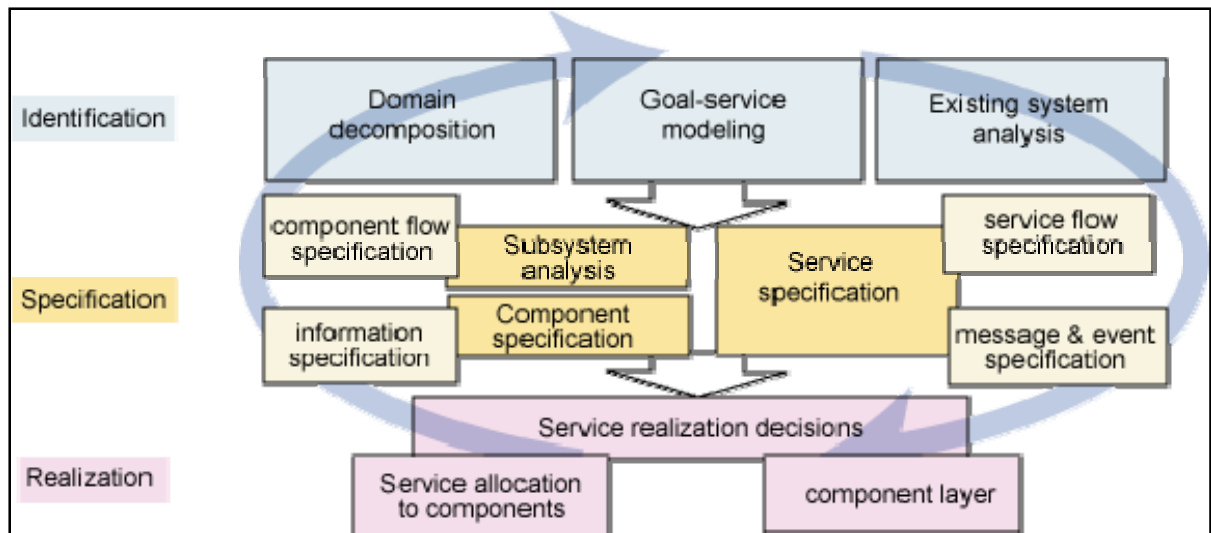 Identification
Domain
decomposition
Goal-service
modeling
Existing system
analysis
Specification
component flow
specification
Subsystem
analysis
Service
specification
service flow
specification
information
specification
Component
specification
message & event
specification
Realization
Service realization decisions
Service allocation
to components
component layer